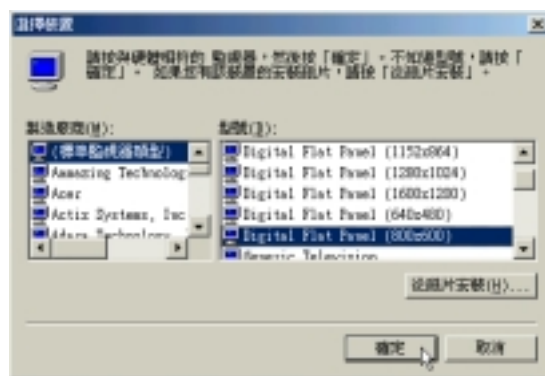 選擇裝置
請按與硬體相符的 監視器，然後按「確定」。不知道型號，請按「
確定」。 如果您有該裝置的安裝磁片，請按「從磁片安裝」。
製造廠商(M):
(標準監視器類型)
Aamazing Technolog
Acer
Actix Systems, Inc
Adara Technology,
型號(D):
Digital Flat Panel (1152x864)
Digital Flat Panel (1280x1024)
Digital Flat Panel (1600x1200)
Digital Flat Panel (640x480)
Digital Flat Panel (800x600)
Generic Television
從磁片安裝(H)...
確定
取消